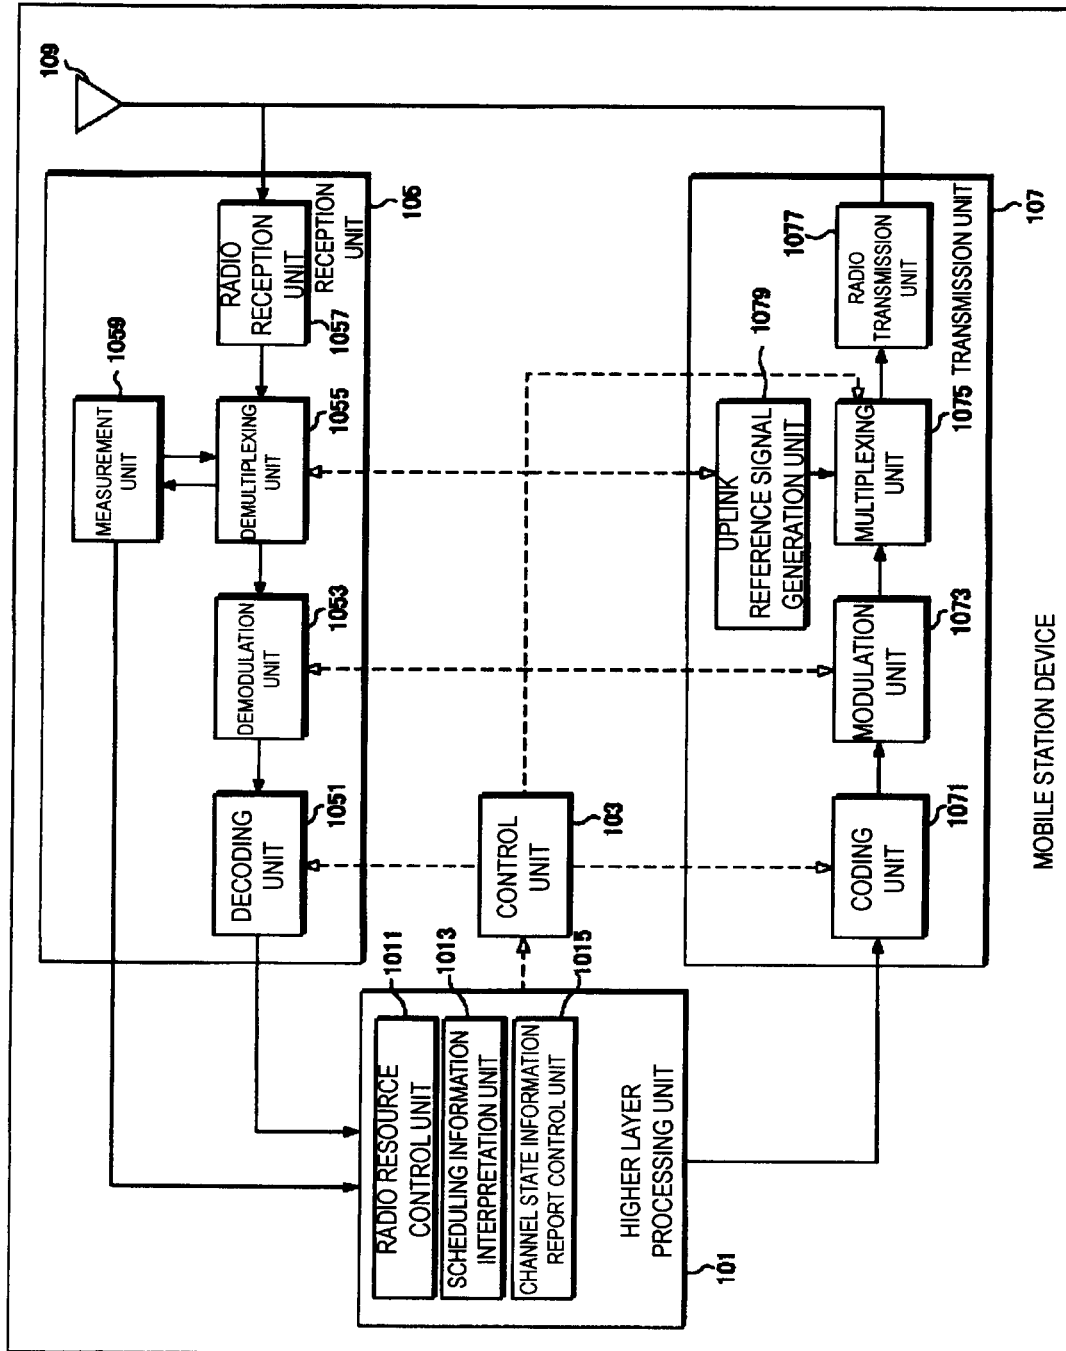 109
1059
MEASUREMENT
UNIT
RADIO
RECEPTION
UNIT
1057
RECEPTION
UNIT
105
DEMULTIPLEXING
UNIT
1055
DEMODULATION
UNIT
1053
DECODING
UNIT
1051
RADIO RESOURCE
CONTROL UNIT
1011
SCHEDULING INFORMATION
INTERPRETATION UNIT
1013
CHANNEL STATE INFORMATION
REPORT CONTROL UNIT
1015
HIGHER LAYER
PROCESSING UNIT
101
CONTROL
UNIT
103
UPLINK
REFERENCE SIGNAL
GENERATION UNIT
1079
CODING
UNIT
1071
MODULATION
UNIT
1073
MULTIPLEXING
UNIT
1075
RADIO
TRANSMISSION
UNIT
1077
TRANSMISSION UNIT
107
MOBILE STATION DEVICE